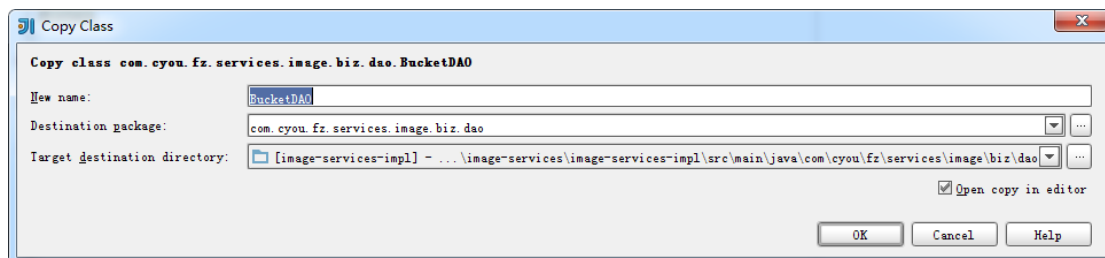 Copy Class
Copy class com.cyou.fz.services.image.biz.dao.BucketDAO
New name:
BucketDAO
Destination package:
com.cyou.fz.services.image.biz.dao
...
Target destination directory:
[image-services-impl] - ...\image-services\image-services-impl\src\main\java\com\cyou\fz\services\image\biz\dao
...
Open copy in editor
OK
Cancel
Help